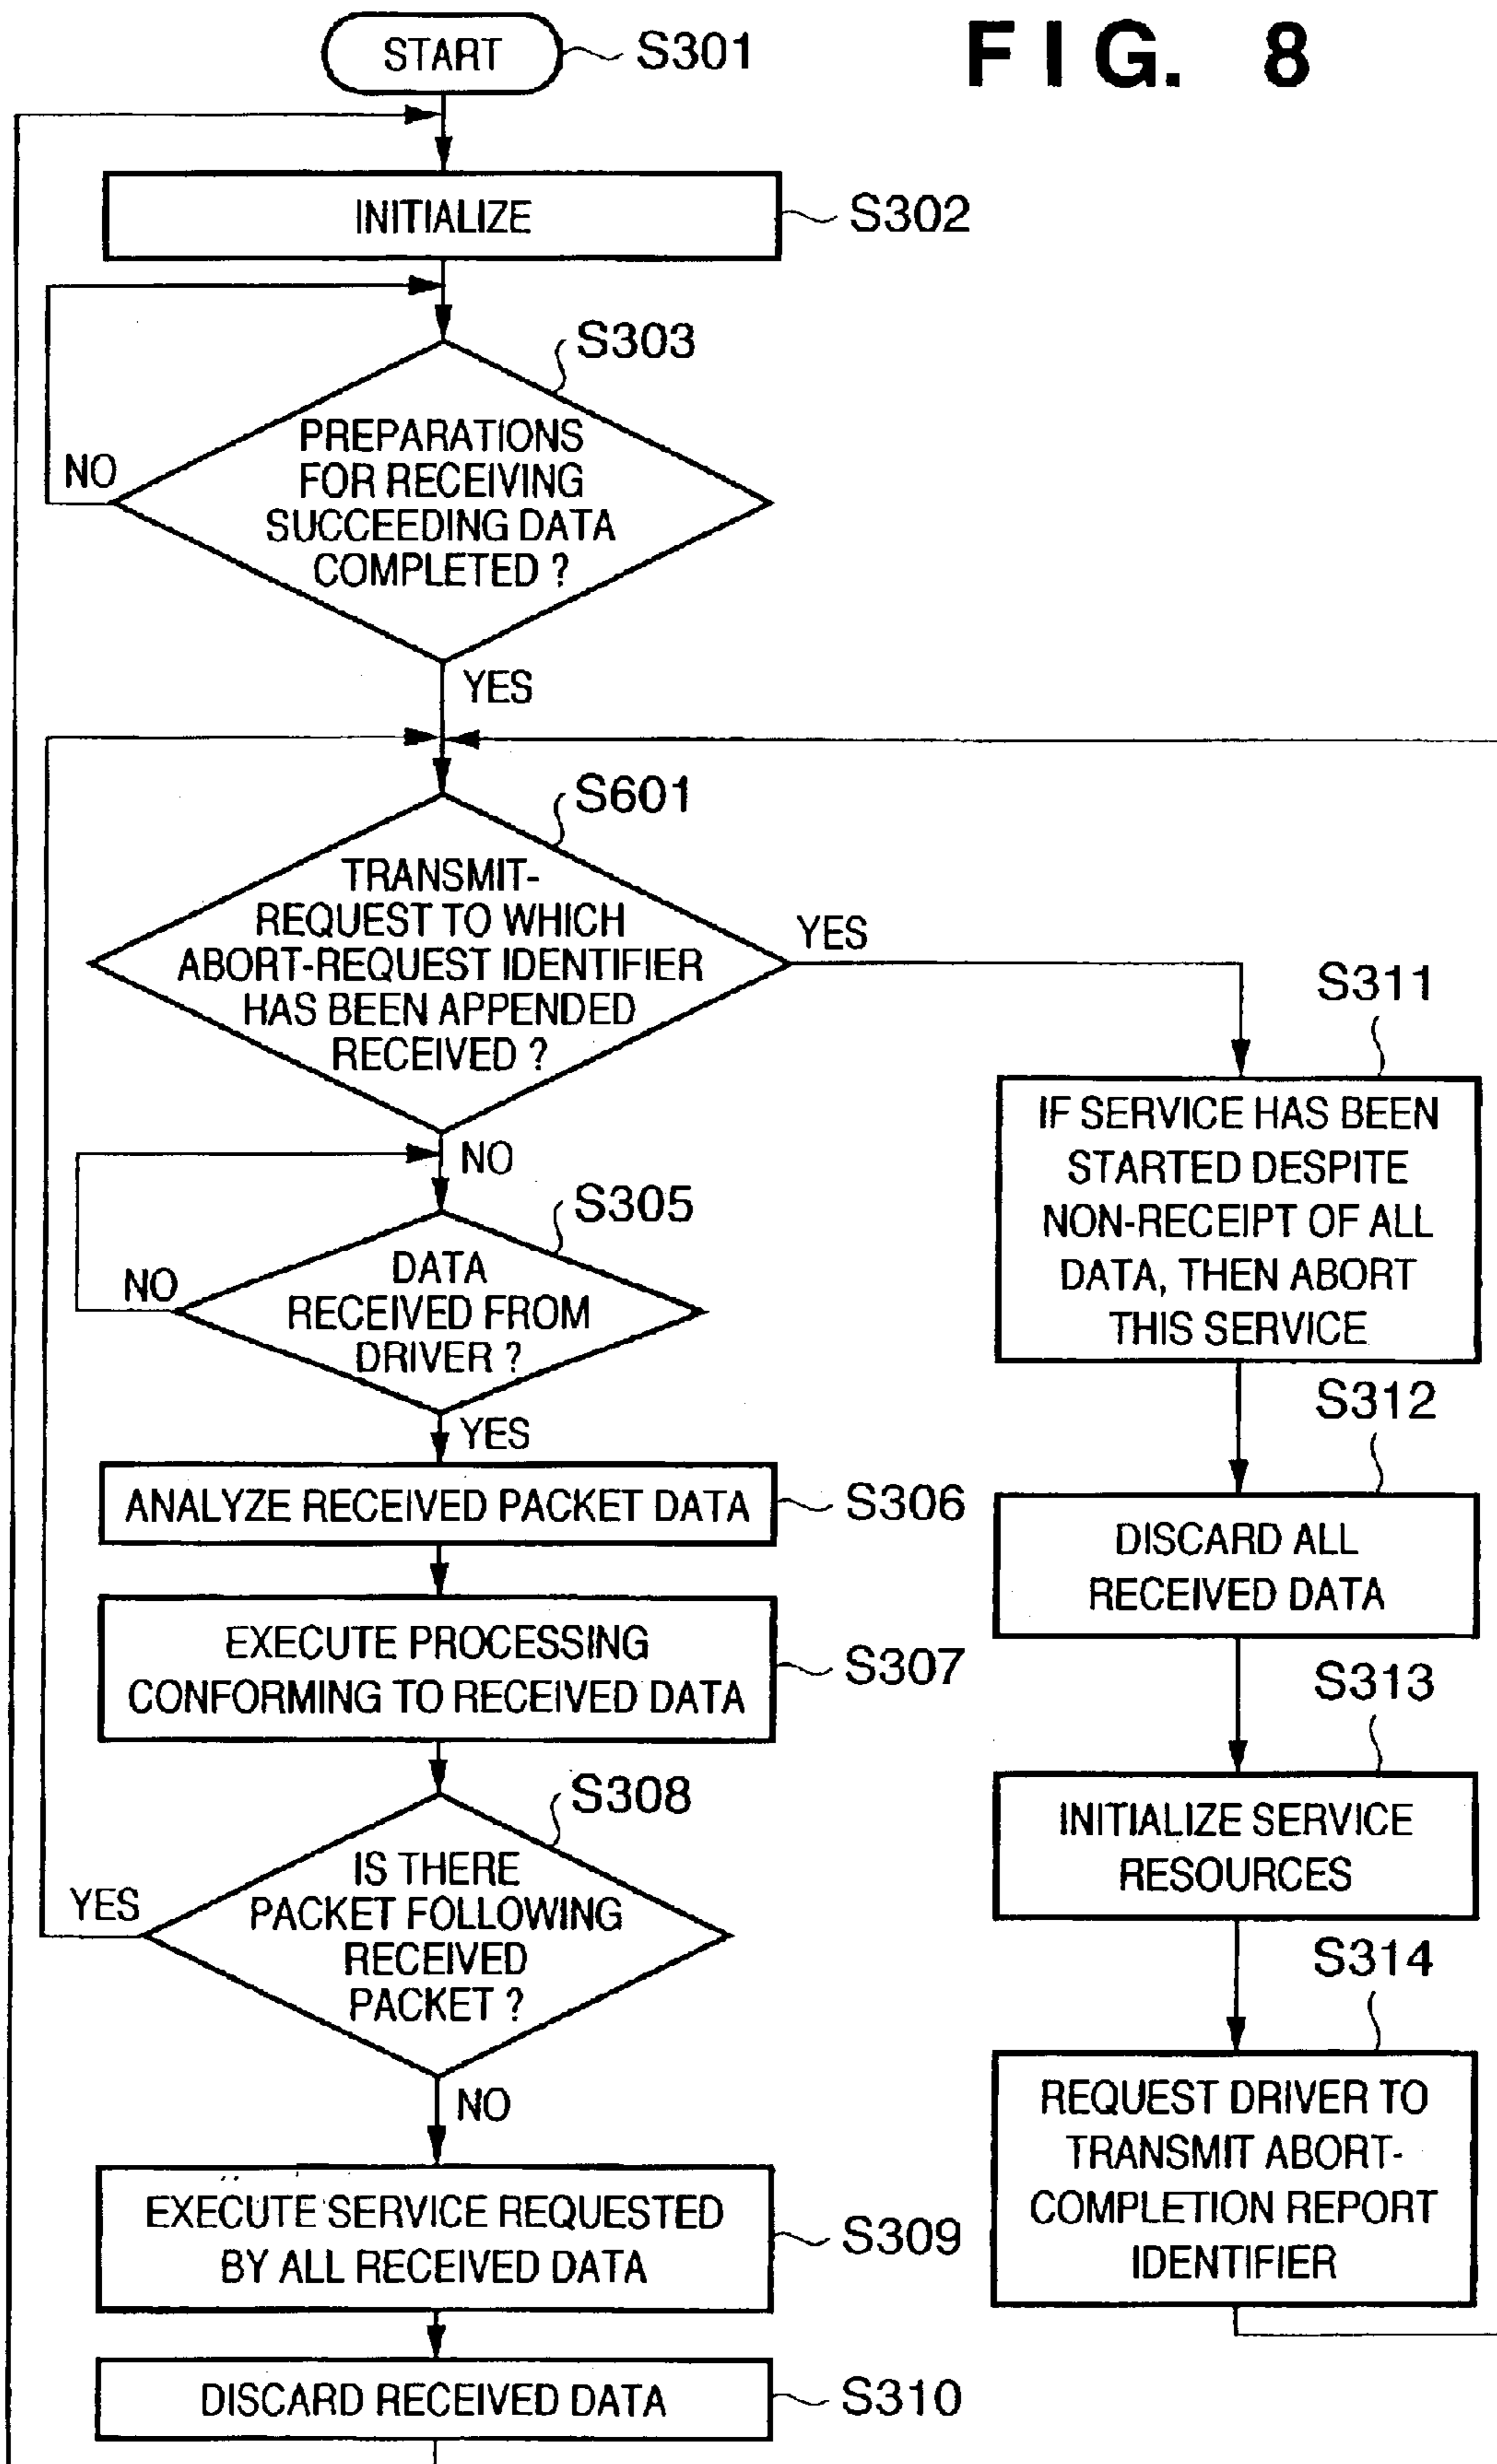 FIG. 8
START
S301
INITIALIZE
S302
S303
PREPARATIONS
FOR RECEIVING
SUCCEEDING DATA
COMPLETED ?
NO
YES
S601
TRANSMIT-
REQUEST TO WHICH
ABORT-REQUEST IDENTIFIER
HAS BEEN APPENDED
RECEIVED ?
YES
NO
S305
DATA
RECEIVED FROM
DRIVER ?
NO
YES
ANALYZE RECEIVED PACKET DATA
S306
EXECUTE PROCESSING
CONFORMING TO RECEIVED DATA
S307
S308
IS THERE
PACKET FOLLOWING
RECEIVED
PACKET ?
YES
NO
EXECUTE SERVICE REQUESTED
BY ALL RECEIVED DATA
S309
DISCARD RECEIVED DATA
S310
S311
IF SERVICE HAS BEEN
STARTED DESPITE
NON-RECEIPT OF ALL
DATA, THEN ABORT
THIS SERVICE
S312
DISCARD ALL
RECEIVED DATA
S313
INITIALIZE SERVICE
RESOURCES
S314
REQUEST DRIVER TO
TRANSMIT ABORT-
COMPLETION REPORT
IDENTIFIER